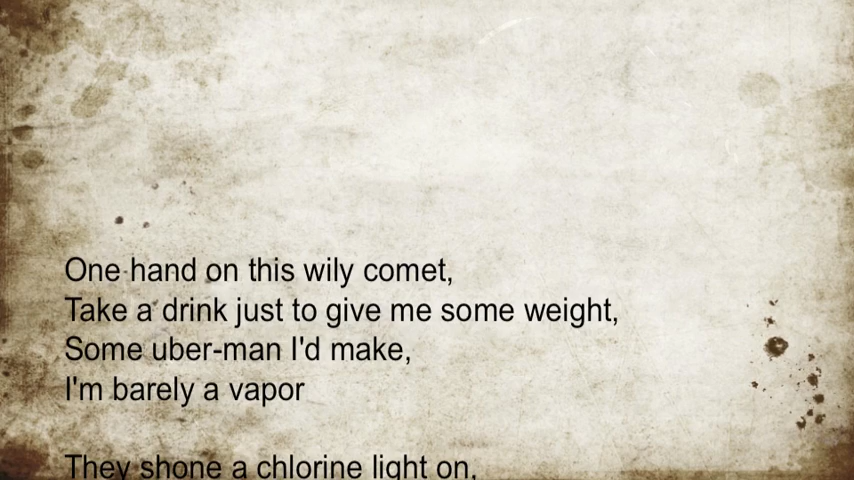 One hand on this wily comet,
Take a drink just to give me some weight,
Some uber-man I'd make,
I'm barely a vapor
They shone a chlorine light on,